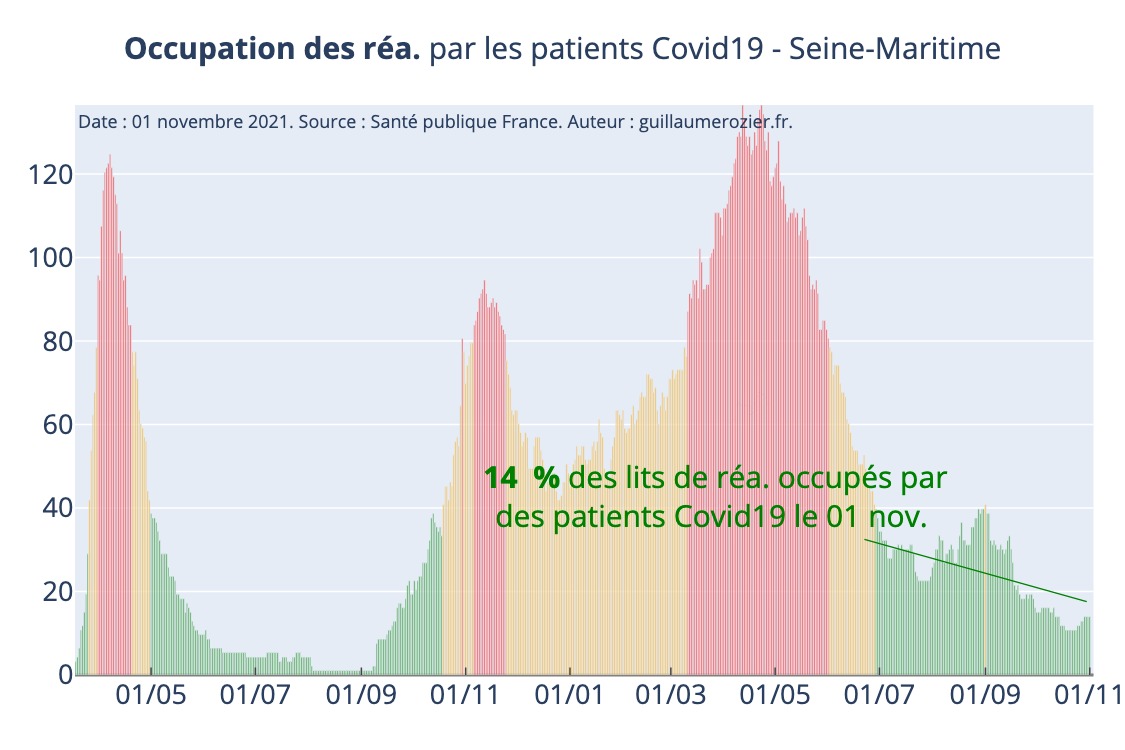 Occupation des réa. par les patients Covid19 - Seine-Maritime
Date : 01 novembre 2021. Source : Santé publique France. Auteur : guillaumerozier.fr.
120
100
80
60
40
20
0
14 % des lits de réa. occupés par
des patients Covid19 le 01 nov.
01/05 01/07 01/09 01/11 01/01 01/03 01/05 01/07 01/09 01/11